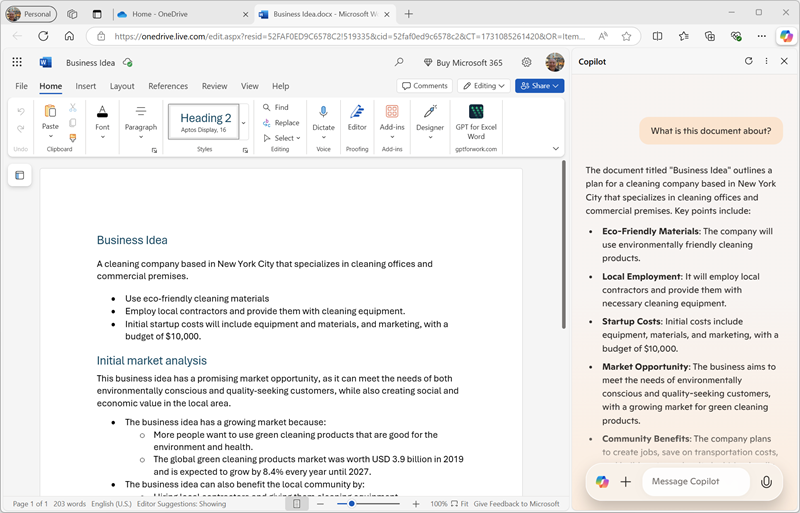 Personal
Home - OneDrive
Business Idea.docx - Microsoft W
https://onedrive.live.com/edit.aspx?resid=52FAF0ED9C6578C2!519335&cid=52faf0ed9c6578c2&CT=1731085261420&OR=Item...
Business Idea
Buy Microsoft 365
File Home Insert Layout References Review View Help
Comments
Editing
Share
Undo
Paste
Clipboard
Font
Paragraph
Heading 2
Aptos Display, 16
Styles
Find
Replace
Select
Editing
Dictate
Voice
Editor
Proofing
Add-ins
Add-ins
Designer
GPT for Excel
Word
gptforwork.com
Business Idea
A cleaning company based in New York City that specializes in cleaning offices and
commercial premises.
• Use eco-friendly cleaning materials
• Employ local contractors and provide them with cleaning equipment.
• Initial startup costs will include equipment and materials, and marketing, with a
budget of $10,000.
Initial market analysis
This business idea has a promising market opportunity, as it can meet the needs of both
environmentally conscious and quality-seeking customers, while also creating social and
economic value in the local area.
• The business idea has a growing market because:
o More people want to use green cleaning products that are good for the
environment and health.
o The global green cleaning products market was worth USD 3.9 billion in 2019
and is expected to grow by 8.4% every year until 2027.
• The business idea can also benefit the local community by:
Page 1 of 1 203 words English (U.S.) Editor Suggestions: Showing
100% Fit Give Feedback to Microsoft
Copilot
What is this document about?
The document titled "Business Idea" outlines a
plan for a cleaning company based in New York
City that specializes in cleaning offices and
commercial premises. Key points include:
• Eco-Friendly Materials: The company will
use environmentally friendly cleaning
products.
• Local Employment: It will employ local
contractors and provide them with
necessary cleaning equipment.
• Startup Costs: Initial costs include
equipment, materials, and marketing, with a
budget of $10,000.
• Market Opportunity: The business aims to
meet the needs of environmentally
conscious and quality-seeking customers,
with a growing market for green cleaning
products.
• Community Benefits: The company plans
to create jobs, save on transportation costs,
Message Copilot